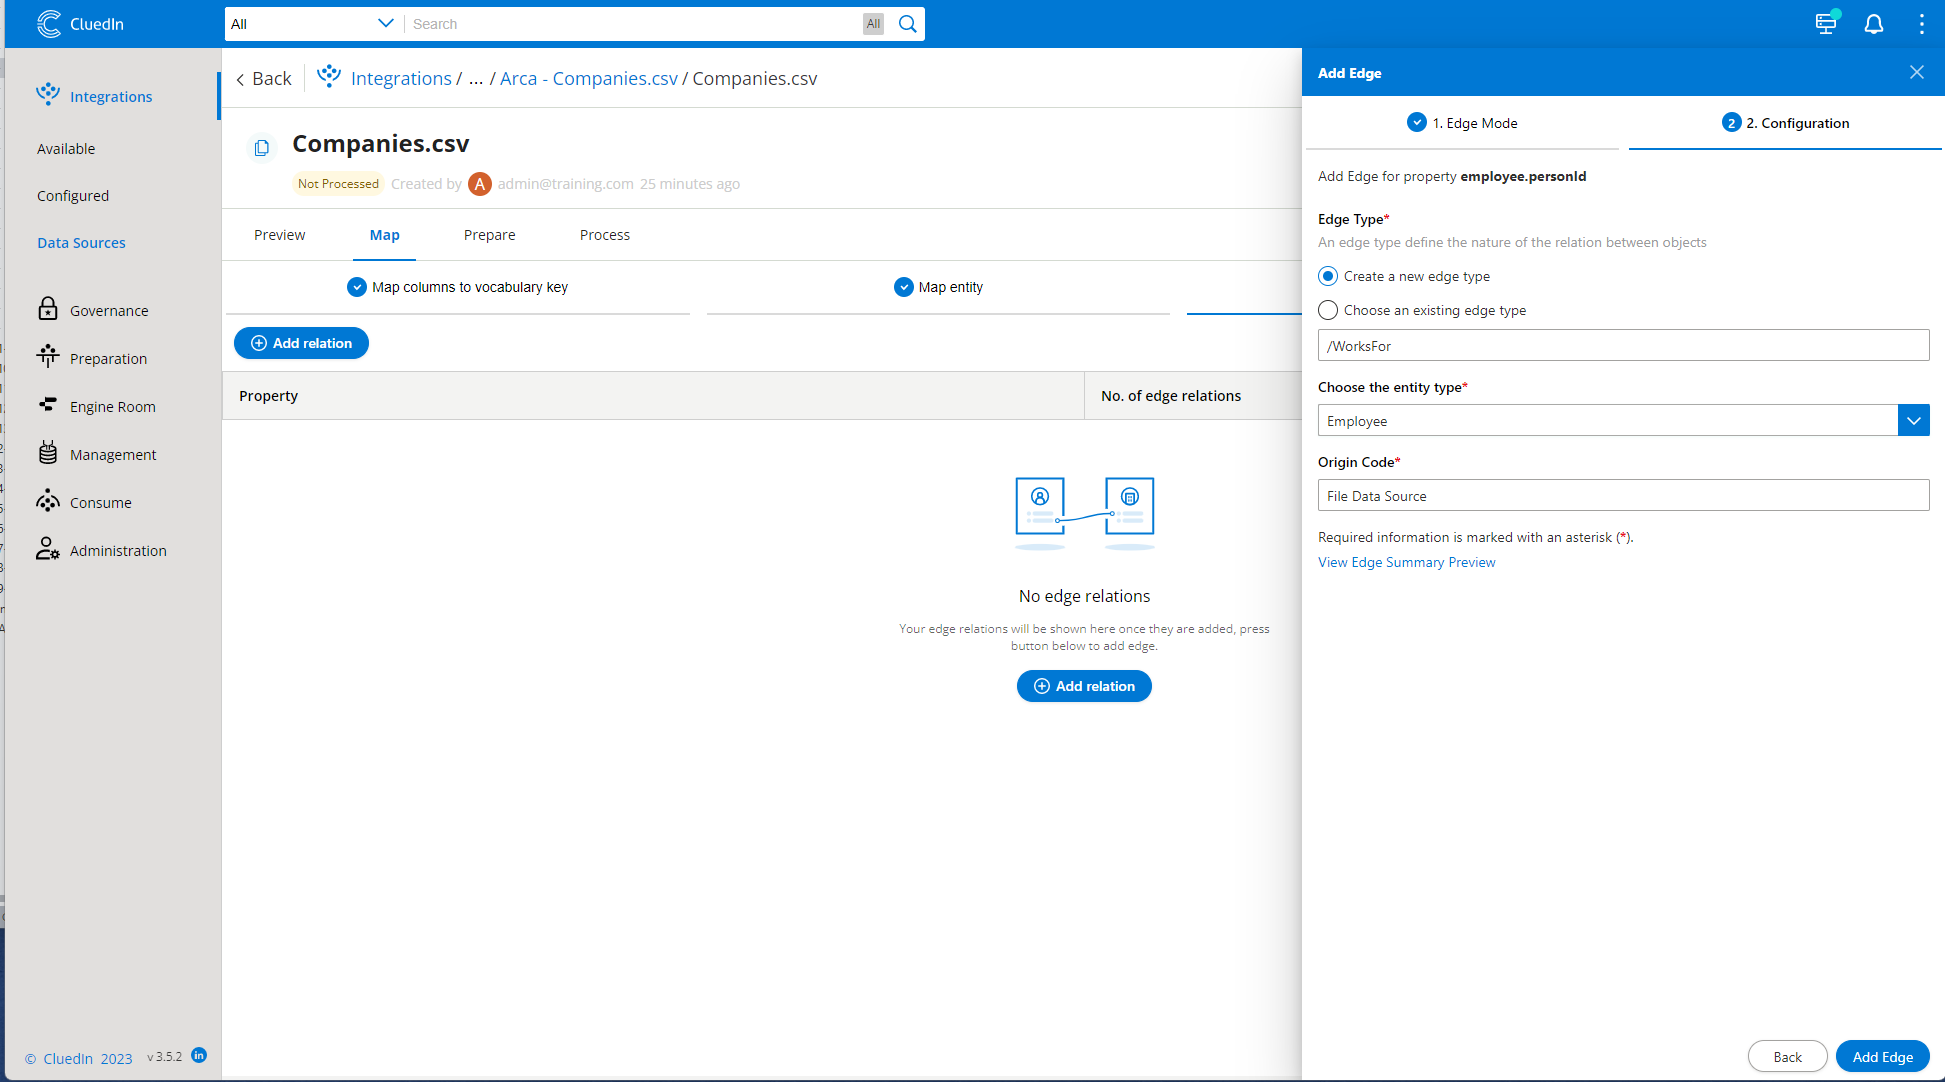 CluedIn
All
Search
All
Integrations
Available
Configured
Data Sources
Governance
Preparation
Engine Room
Management
Consume
Administration
© CluedIn 2023 v 3.5.2 in
Back
Integrations / ... / Arca - Companies.csv / Companies.csv
Companies.csv
Not Processed Created by A admin@training.com 25 minutes ago
Preview Map Prepare Process
Map columns to vocabulary key Map entity
Add relation
Property No. of edge relations
No edge relations
Your edge relations will be shown here once they are added, press
button below to add edge.
Add relation
Add Edge
1. Edge Mode
2 2. Configuration
Add Edge for property employee.personId
Edge Type*
An edge type define the nature of the relation between objects
Create a new edge type
Choose an existing edge type
/WorksFor
Choose the entity type*
Employee
Origin Code*
File Data Source
Required information is marked with an asterisk (*).
View Edge Summary Preview
Back Add Edge